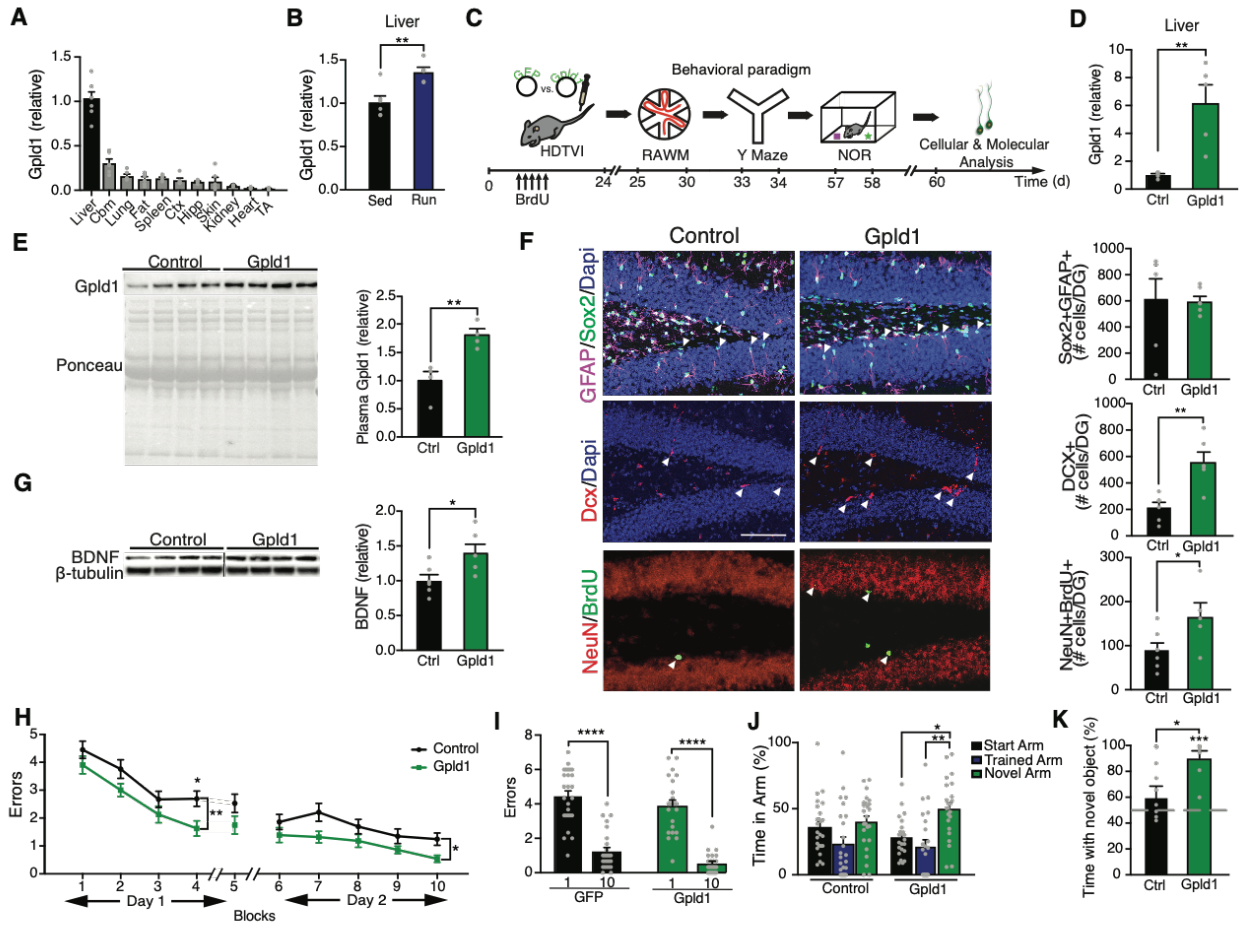 A
Gpld1 (relative)
1.5
1.0
0.5
0.0
Liver
Cbm
Lung
Fat
Spleen
Ctx
Hipp
Skin
Kidney
Heart
TA
B
Liver
**
Gpld1 (relative)
1.5
1.0
0.5
0.0
Sed
Run
C
Behavioral paradigm
GFP
vs.
Gpld1
HDTVI
RAWM
Y Maze
NOR
Cellular & Molecular
Analysis
0
24
25
30
33
34
57
58
60
Time (d)
BrdU
D
Liver
**
Gpld1 (relative)
10
8
6
4
2
0
Ctrl
Gpld1
E
Control
Gpld1
Gpld1
Ponceau
**
Plasma Gpld1 (relative)
2.5
2.0
1.5
1.0
0.5
0.0
Ctrl
Gpld1
F
Control
Gpld1
GFAP/Sox2/Dapi
Dcx/Dapi
NeuN/BrdU
Sox2+GFAP+
(# cells/DG)
1000
800
600
400
200
0
Ctrl
Gpld1
**
DCX+
(# cells/DG)
1000
800
600
400
200
0
Ctrl
Gpld1
*
NeuN+BrdU+
(# cells/DG)
300
200
100
0
Ctrl
Gpld1
G
Control
Gpld1
BDNF
β-tubulin
*
BDNF (relative)
2.0
1.5
1.0
0.5
0.0
Ctrl
Gpld1
H
Errors
5
4
3
2
1
0
Control
Gpld1
*
**
*
1
2
3
4
5
6
7
8
9
10
Day 1
Day 2
Blocks
I
****
****
Errors
8
7
6
5
4
3
2
1
0
1
10
1
10
GFP
Gpld1
J
*
**
Start Arm
Trained Arm
Novel Arm
Time in Arm (%)
100
50
0
Control
Gpld1
K
*
***
Time with novel object (%)
100
80
60
40
20
0
Ctrl
Gpld1